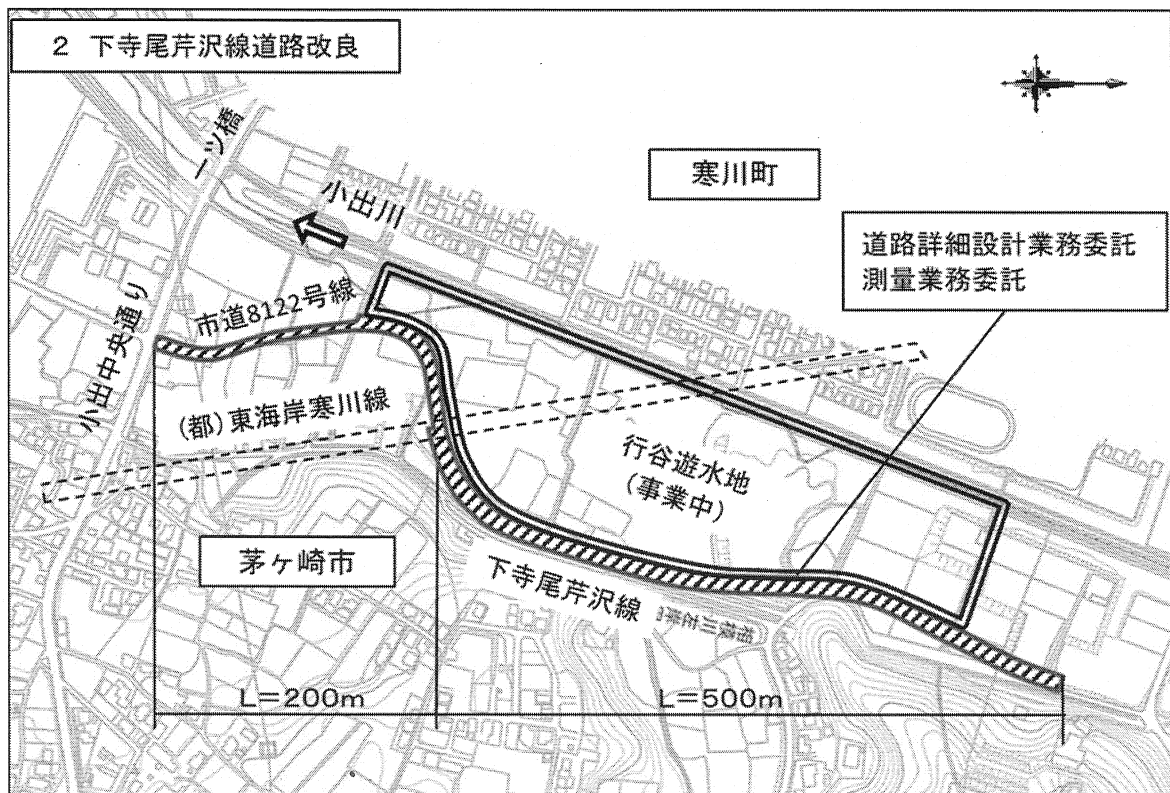 2 下寺尾芹沢線道路改良
一ツ橋
小出川
寒川町
道路詳細設計業務委託
測量業務委託
市道8122号線
小出中央通り
(都)東海岸寒川線
行谷遊水地
(事業中)
茅ヶ崎市
下寺尾芹沢線
L=200m
L=500m